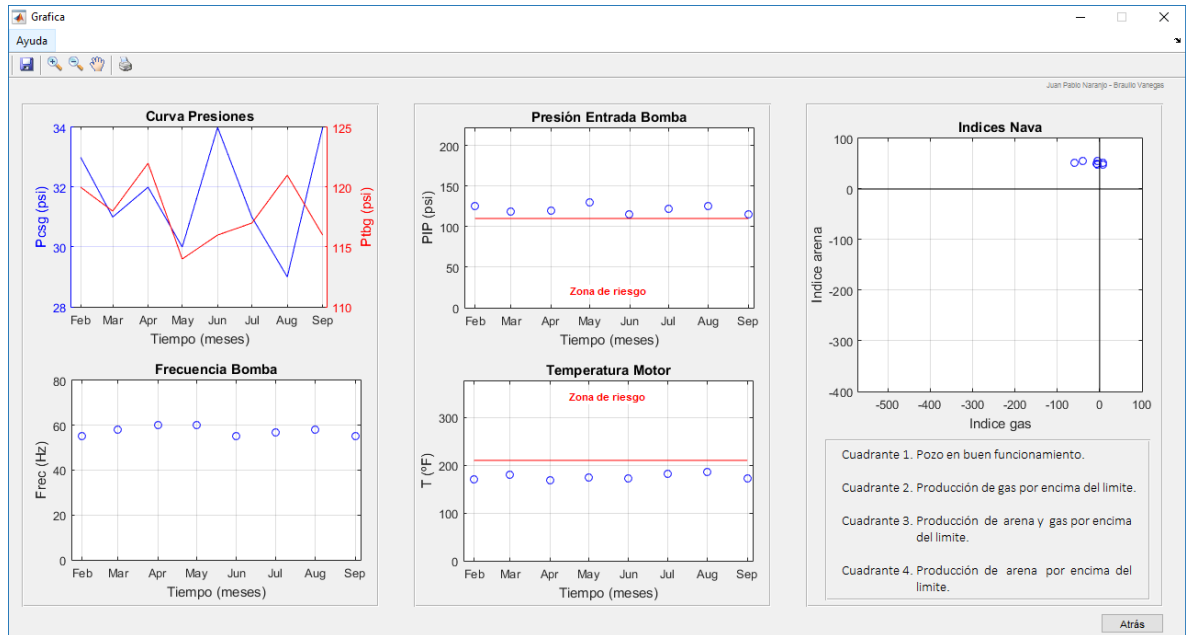 Grafica
Ayuda
Juan Pablo Naranjo - Braulio Vanegas
Curva Presiones
34
32
30
28
Pcsg (psi)
125
120
115
110
Ptbg (psi)
Feb Mar Apr May Jun Jul Aug Sep
Tiempo (meses)
Frecuencia Bomba
80
60
40
20
0
Frec (Hz)
Feb Mar Apr May Jun Jul Aug Sep
Tiempo (meses)
Presión Entrada Bomba
200
150
100
50
0
PIP (psi)
Zona de riesgo
Feb Mar Apr May Jun Jul Aug Sep
Tiempo (meses)
Temperatura Motor
Zona de riesgo
300
200
100
0
T (ºF)
Feb Mar Apr May Jun Jul Aug Sep
Tiempo (meses)
Indices Nava
100
0
-100
-200
-300
-400
Indice arena
-500 -400 -300 -200 -100 0 100
Indice gas
Cuadrante 1. Pozo en buen funcionamiento.
Cuadrante 2. Producción de gas por encima del limite.
Cuadrante 3. Producción de arena y gas por encima
del limite.
Cuadrante 4. Producción de arena por encima del
limite.
Atrás